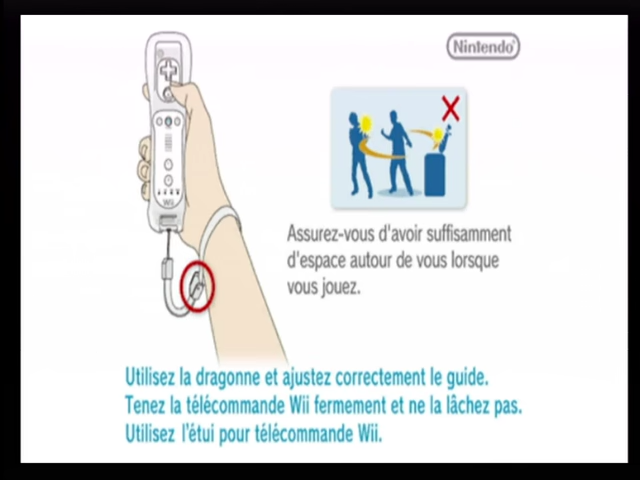 Nintendo
Assurez-vous d'avoir suffisamment
d'espace autour de vous lorsque
vous jouez.
Utilisez la dragonne et ajustez correctement le guide.
Tenez la télécommande Wii fermement et ne la lâchez pas.
Utilisez l'étui pour télécommande Wii.